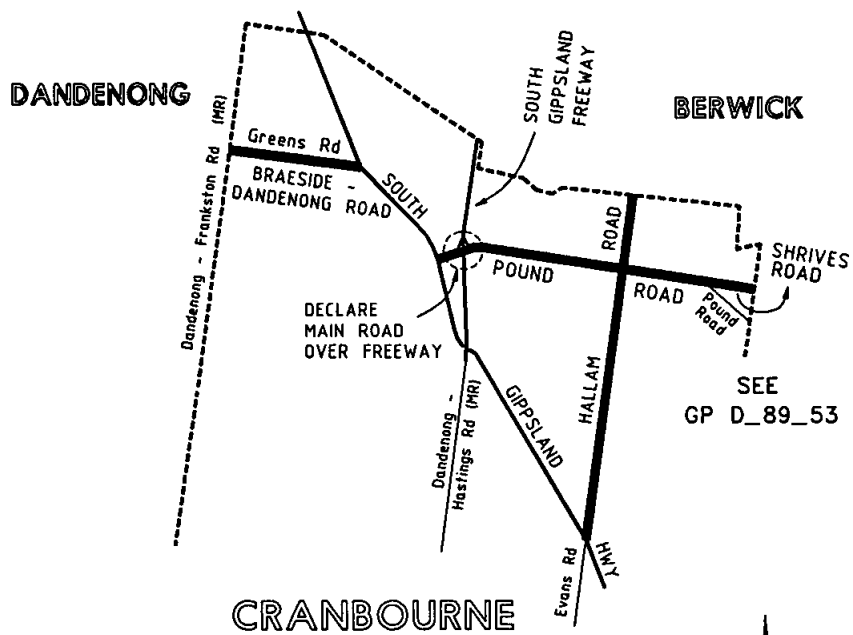 DANDENONG
BERWICK
SOUTH
GIPPSLAND
FREEWAY
Dandenong - Frankston Rd (MR)
Greens Rd
BRAESIDE -
DANDENONG ROAD
SOUTH
ROAD
POUND
ROAD
SHRIVES
ROAD
Pound
Road
DECLARE
MAIN ROAD
OVER FREEWAY
SEE
GP D_89_53
HALLAM
GIPPSLAND
Dandenong -
Hastings Rd (MR)
HWY
Evans Rd
CRANBOURNE